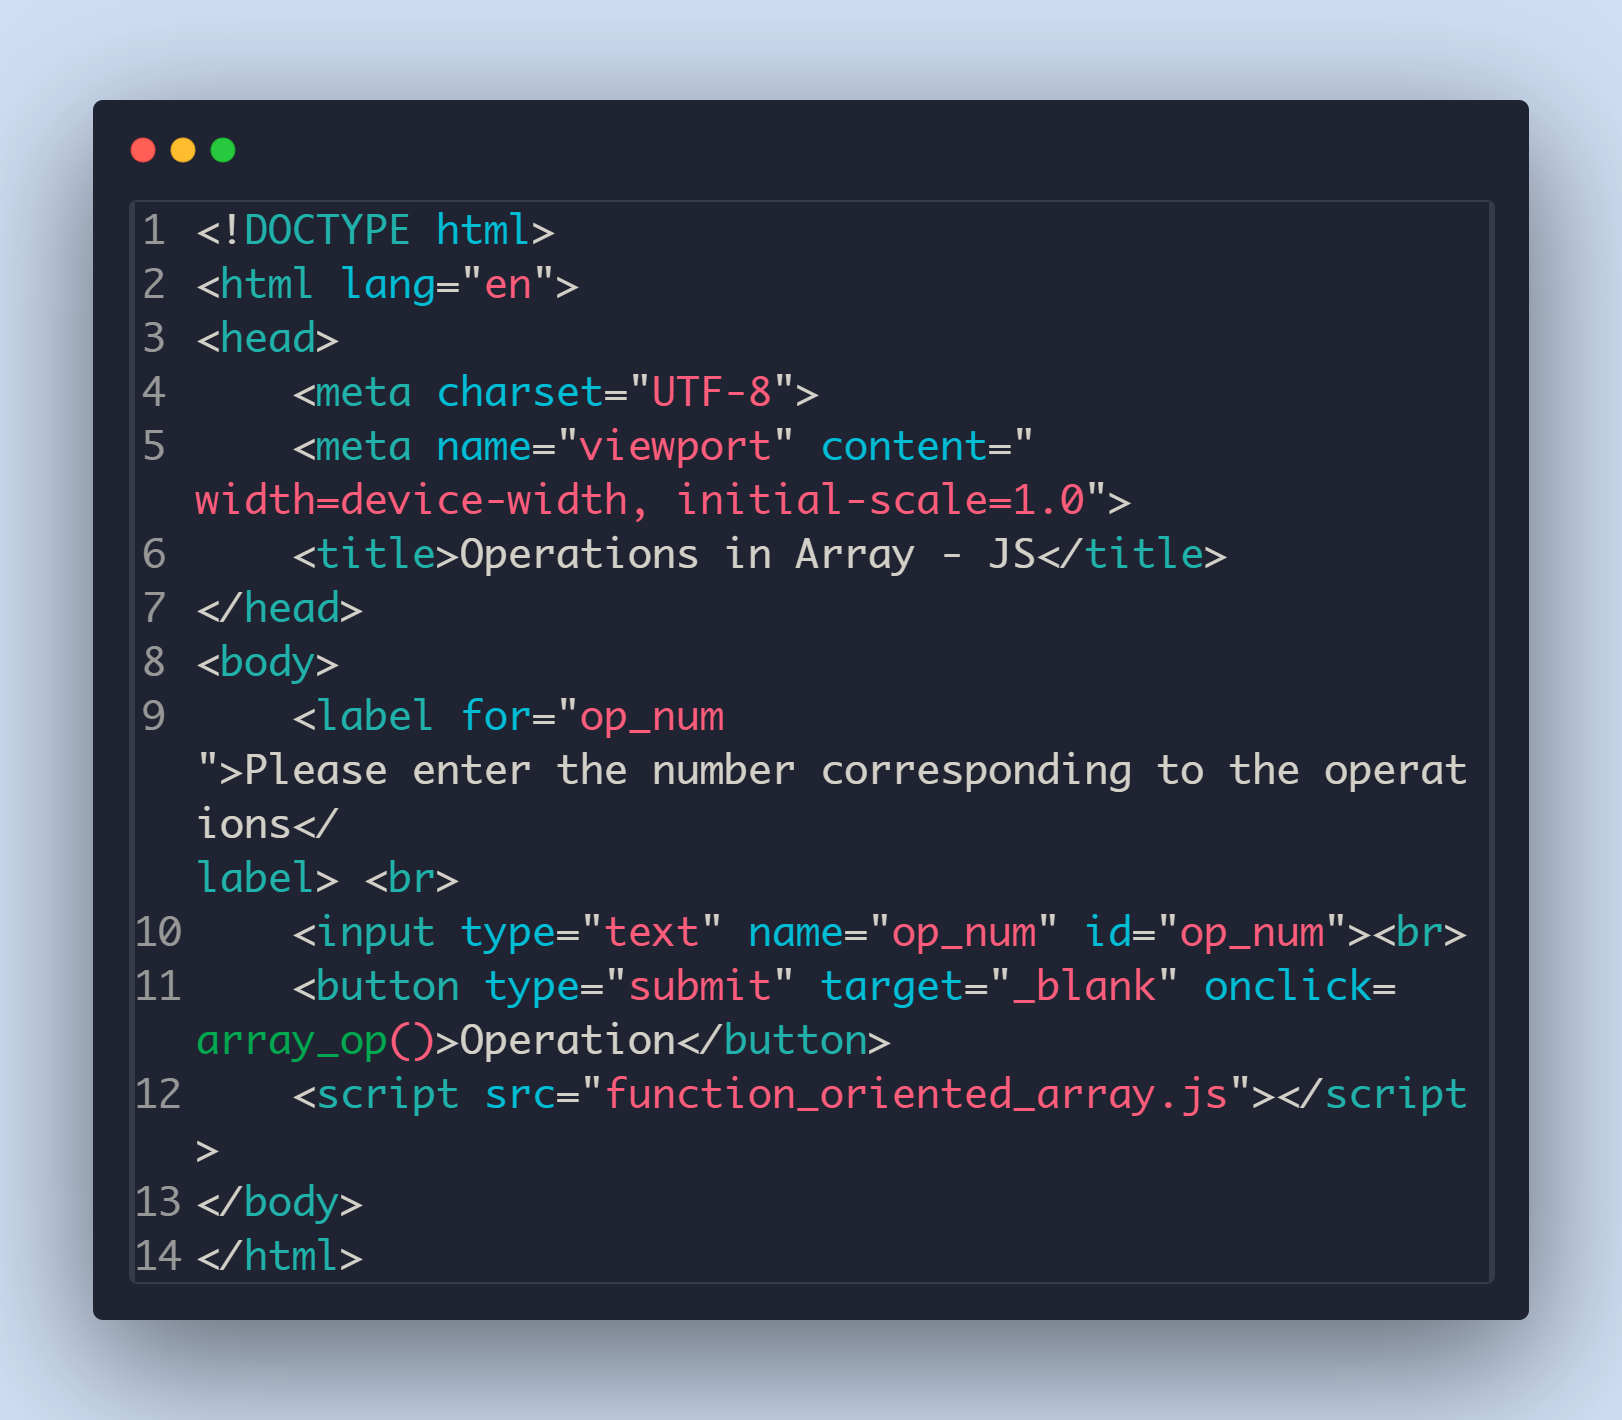 1 <!DOCTYPE html>
2 <html lang="en">
3 <head>
4     <meta charset="UTF-8">
5     <meta name="viewport" content="
width=device-width, initial-scale=1.0">
6     <title>Operations in Array - JS</title>
7 </head>
8 <body>
9     <label for="op_num
">Please enter the number corresponding to the operat
ions</
label> <br>
10     <input type="text" name="op_num" id="op_num"><br>
11     <button type="submit" target="_blank" onclick=
array_op()>Operation</button>
12     <script src="function_oriented_array.js"></script
>
13 </body>
14 </html>